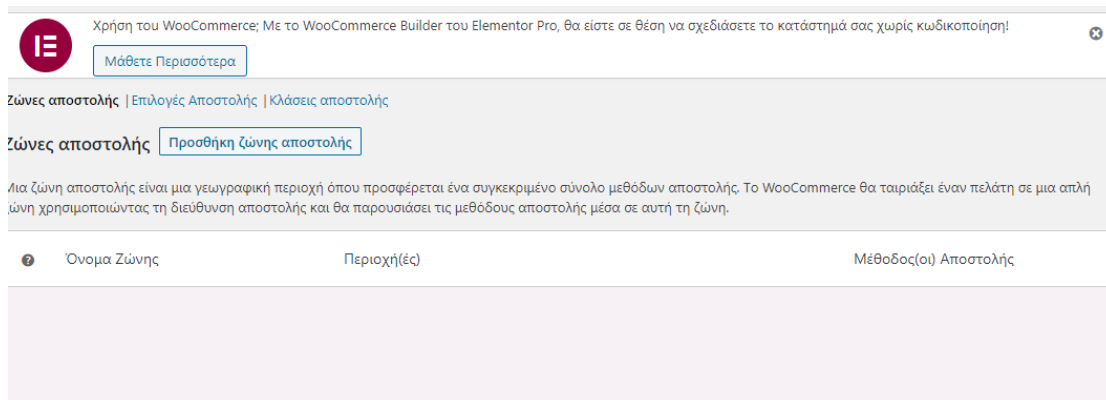 Χρήση του WooCommerce; Με το WooCommerce Builder του Elementor Pro, θα είστε σε θέση να σχεδιάσετε το κατάστημά σας χωρίς κωδικοποίηση!
Μάθετε Περισσότερα
Ζώνες αποστολής | Επιλογές Αποστολής | Κλάσεις αποστολής
Ζώνες αποστολής Προσθήκη ζώνης αποστολής
Μια ζώνη αποστολής είναι μια γεωγραφική περιοχή όπου προσφέρεται ένα συγκεκριμένο σύνολο μεθόδων αποστολής. Το WooCommerce θα ταιριάξει έναν πελάτη σε μια απλή
ζώνη χρησιμοποιώντας τη διεύθυνση αποστολής και θα παρουσιάσει τις μεθόδους αποστολής μέσα σε αυτή τη ζώνη.
Όνομα Ζώνης Περιοχή(ές) Μέθοδος(οι) Αποστολής